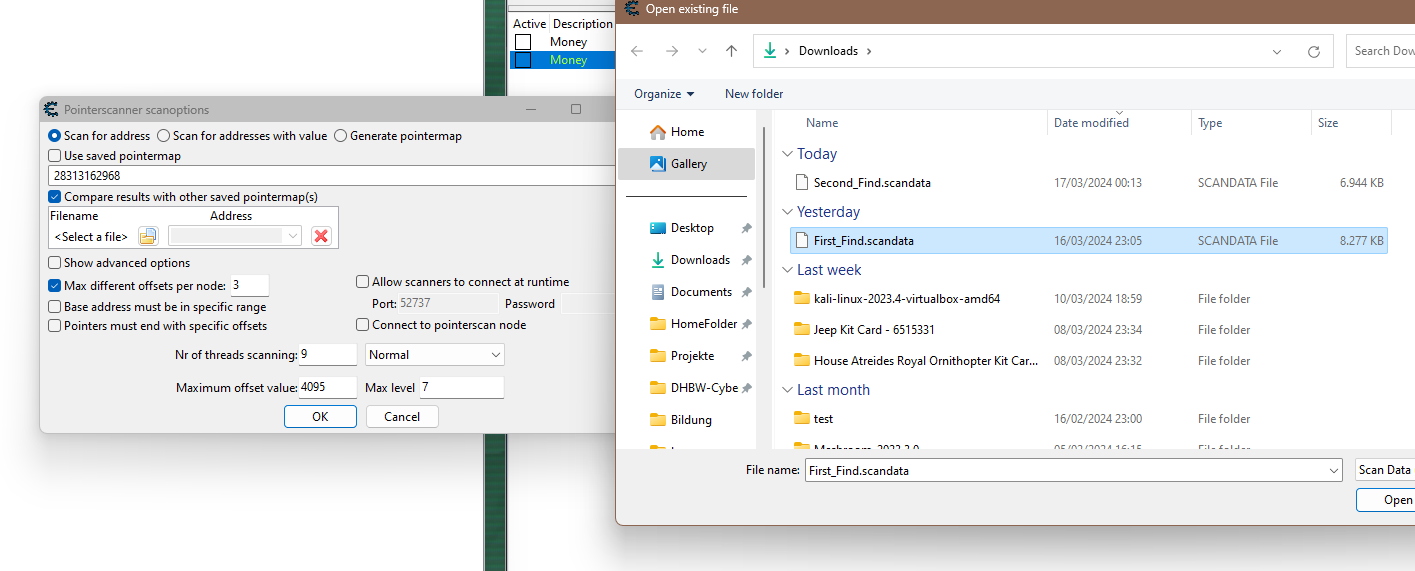 Active Description
Money
Money
Pointerscanner scanoptions
Scan for address Scan for addresses with value Generate pointermap
Use saved pointermap
28313162968
Compare results with other saved pointermap(s)
Filename Address
<Select a file>
Show advanced options
Max different offsets per node: 3
Base address must be in specific range
Pointers must end with specific offsets
Allow scanners to connect at runtime
Port: 52737 Password
Connect to pointerscan node
Nr of threads scanning: 9 Normal
Maximum offset value: 4095 Max level 7
OK Cancel
Open existing file
Downloads
Search Dow
Organize New folder
Home
Gallery
Desktop
Downloads
Documents
HomeFolder
Projekte
DHBW-Cybe
Bildung
Name Date modified Type Size
Today
Second_Find.scandata 17/03/2024 00:13 SCANDATA File 6.944 KB
Yesterday
First_Find.scandata 16/03/2024 23:05 SCANDATA File 8.277 KB
Last week
kali-linux-2023.4-virtualbox-amd64 10/03/2024 18:59 File folder
Jeep Kit Card - 6515331 08/03/2024 23:34 File folder
House Atreides Royal Ornithopter Kit Car... 08/03/2024 23:32 File folder
Last month
test 16/02/2024 23:00 File folder
File folder
File name: First_Find.scandata Scan Data
Open